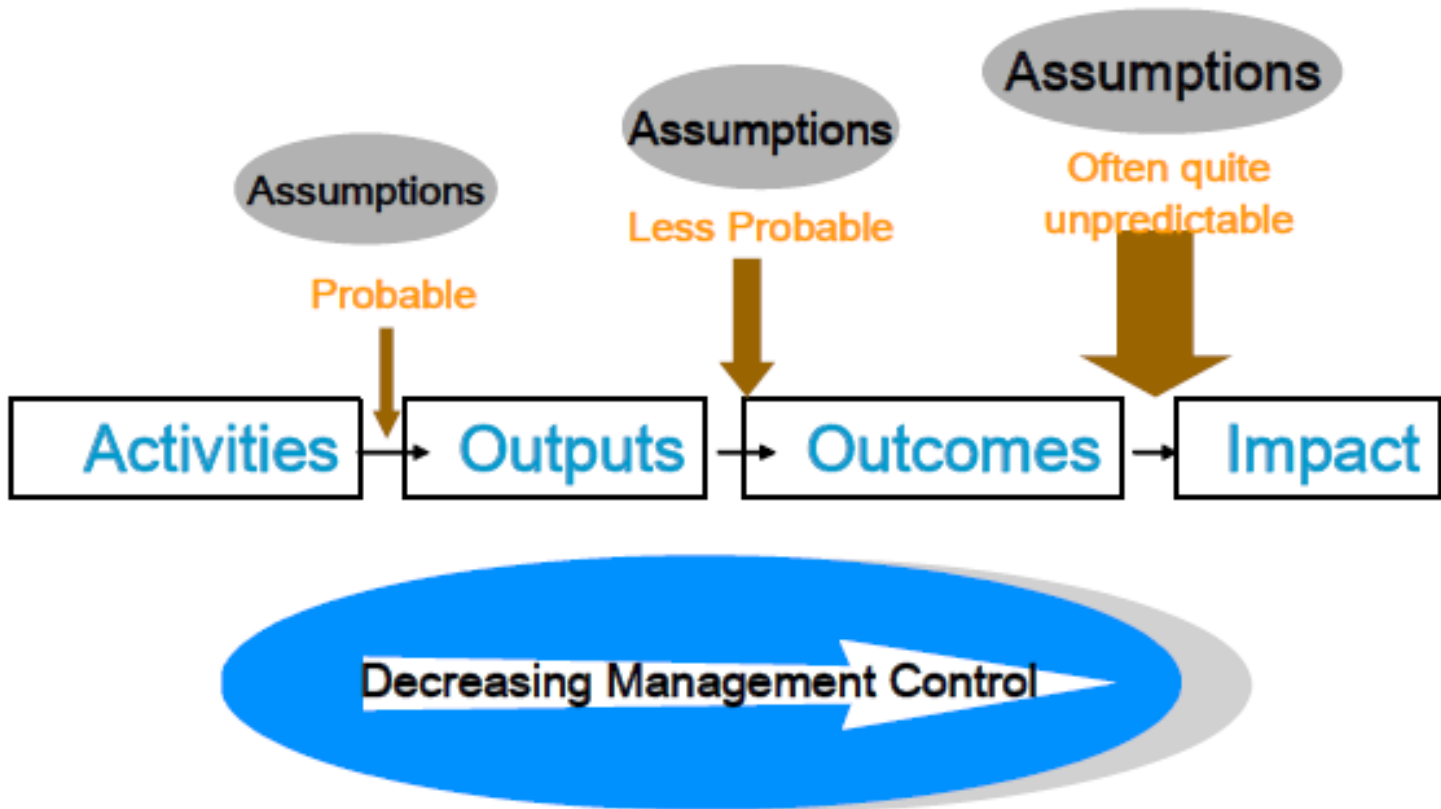 Assumptions
Probable
Assumptions
Less Probable
Assumptions
Often quite
unpredictable
Activities
Outputs
Outcomes
Impact
Decreasing Management Control